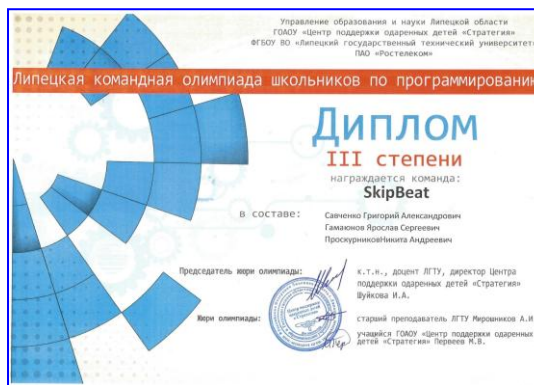 Управление образования и науки Липецкой области
ГОАОУ «Центр поддержки одаренных детей «Стратегия»
ФГБОУ ВО «Липецкий государственный технический университет
ПАО «Ростелеком»
Липецкая командная олимпиада школьников по программированию
Диплом
III степени
награждается команда:
SkipBeat
в составе:
Савченко Григорий Александрович
Гамаюнов Ярослав Сергеевич
ПроскурниковНикита Андреевич
Председатель жюри олимпиады:
к.т.н., доцент ЛГТУ, директор Центра
поддержки одаренных детей «Стратегия»
Шуйкова И.А.
Жюри олимпиады:
старший преподаватель ЛГТУ Мирошников А.И
учащийся ГОАОУ «Центр поддержки одаренных
детей «Стратегия» Первеев М.В.